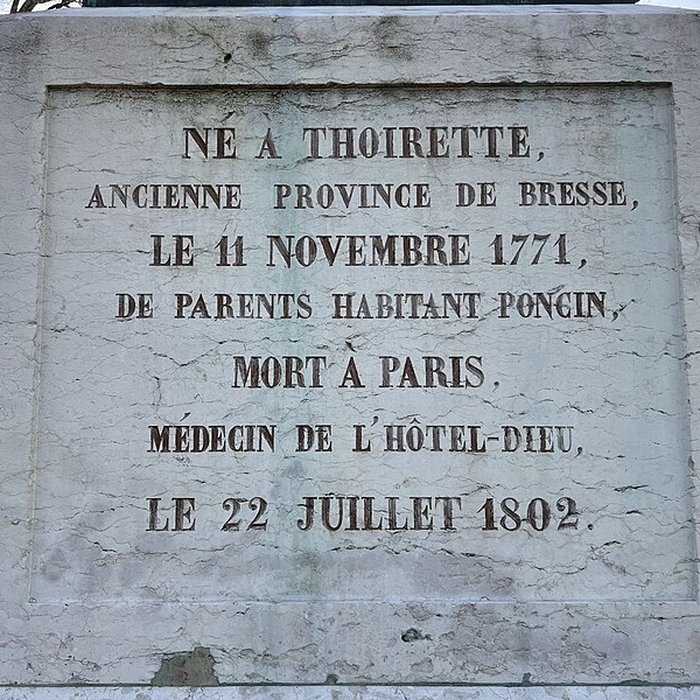 NÉ À THOIRETTE,
ANCIENNE PROVINCE DE BRESSE,
LE 11 NOVEMBRE 1771,
DE PARENTS HABITANT PONCIN,
MORT A PARIS,
MÉDECIN DE L'HÔTEL-DIEU,
LE 22 JUILLET 1802.